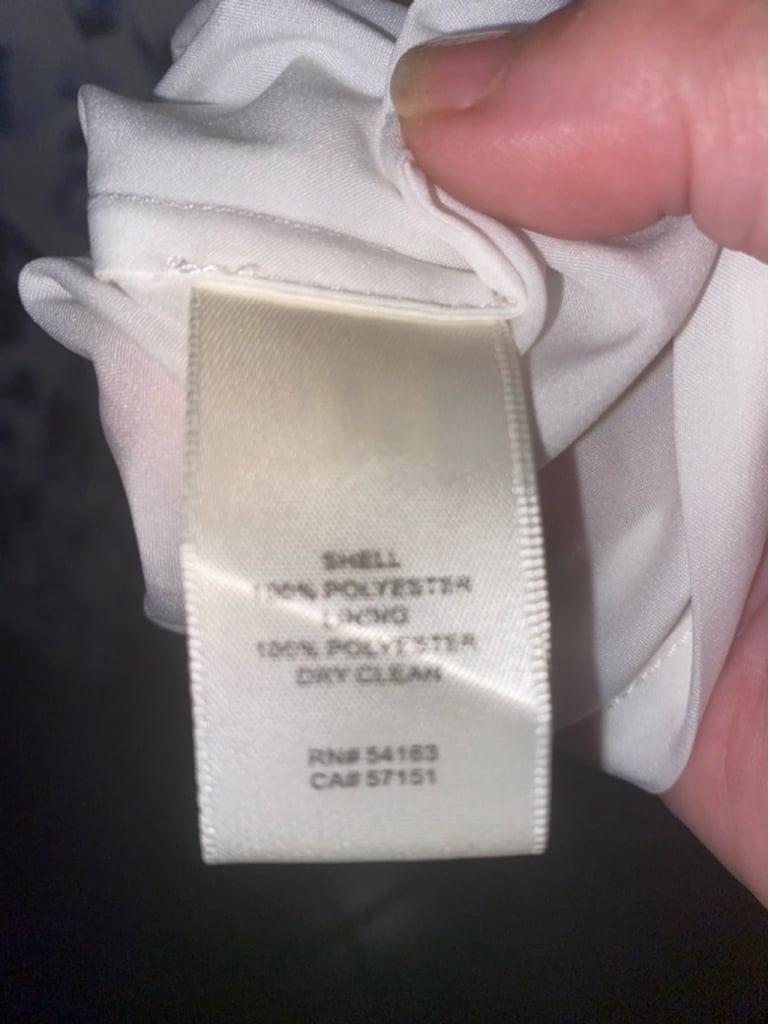 SHELL
100% POLYESTER
LINING
100% POLYESTER
DRY CLEAN
RN# 54163
CA# 57151